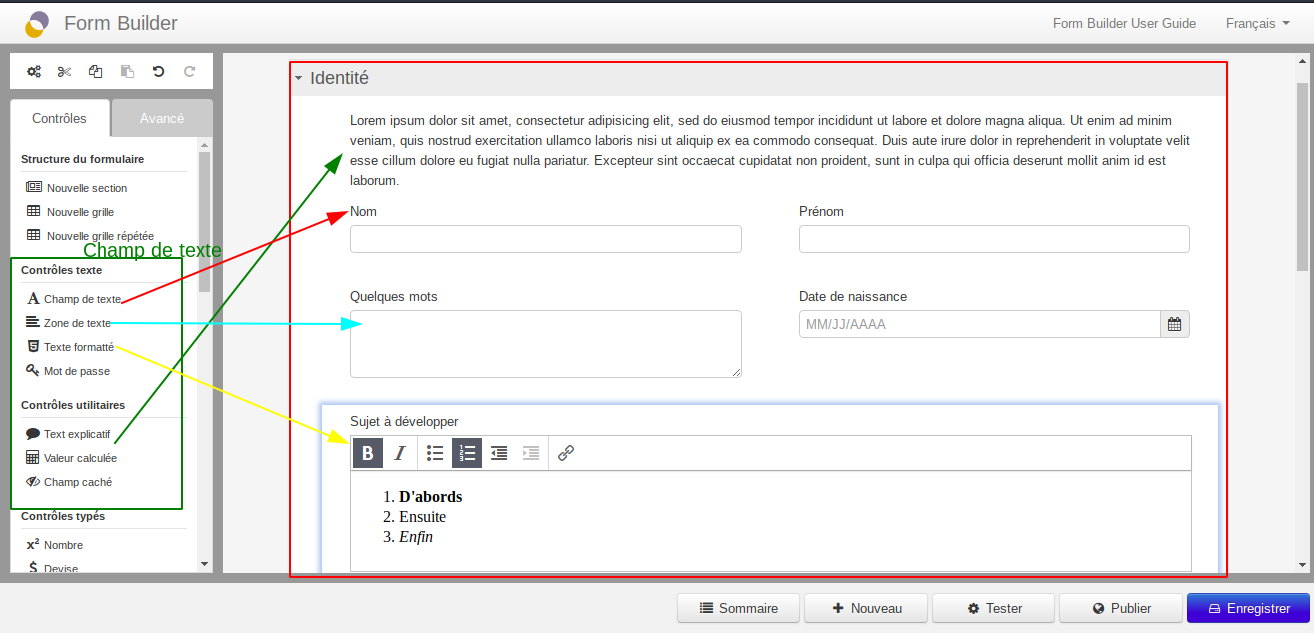 Form Builder
Form Builder User Guide
Français
Contrôles
Avancé
Structure du formulaire
Nouvelle section
Nouvelle grille
Nouvelle grille répétée
Champ de texte
Contrôles texte
Champ de texte
Zone de texte
Texte formatté
Mot de passe
Contrôles utilitaires
Text explicatif
Valeur calculée
Champ caché
Contrôles typés
x² Nombre
$ Devise
Identité
Lorem ipsum dolor sit amet, consectetur adipisicing elit, sed do eiusmod tempor incididunt ut labore et dolore magna aliqua. Ut enim ad minim
veniam, quis nostrud exercitation ullamco laboris nisi ut aliquip ex ea commodo consequat. Duis aute irure dolor in reprehenderit in voluptate velit
esse cillum dolore eu fugiat nulla pariatur. Excepteur sint occaecat cupidatat non proident, sunt in culpa qui officia deserunt mollit anim id est
laborum.
Nom
Prénom
Quelques mots
Date de naissance
MM/JJ/AAAA
Sujet à développer
B I
1. D'abords
2. Ensuite
3. Enfin
Sommaire
Nouveau
Tester
Publier
Enregistrer